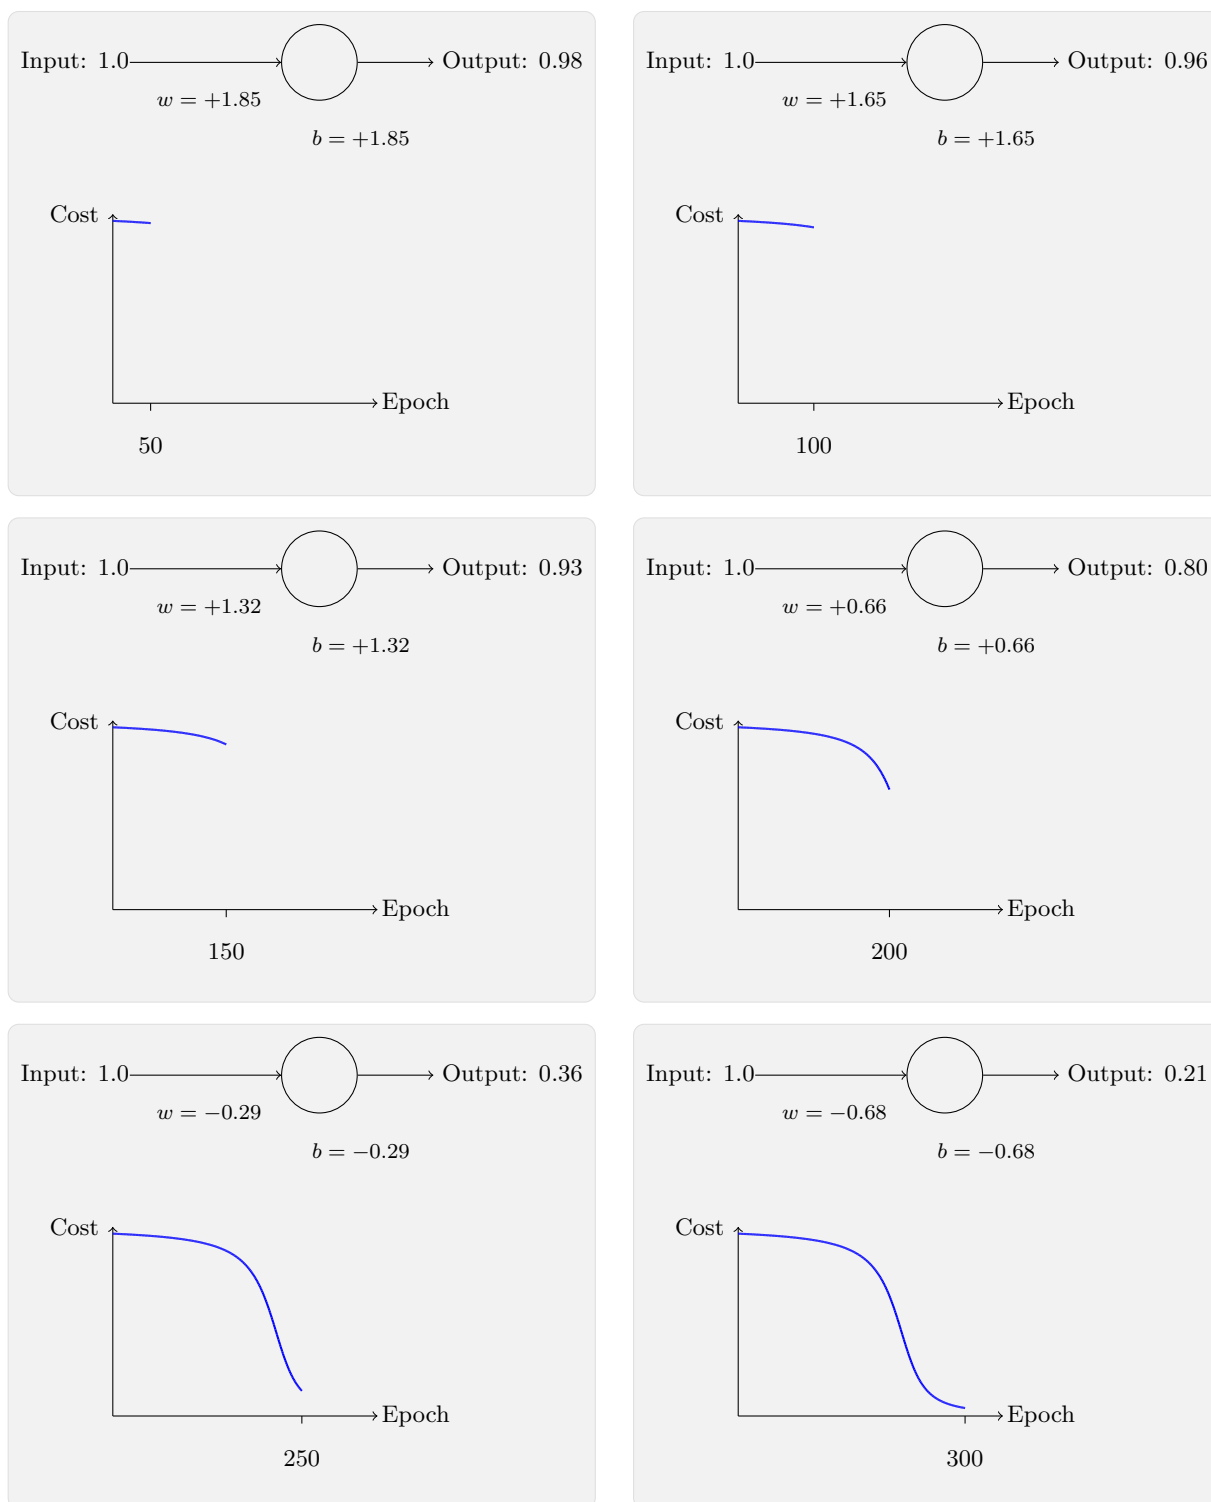 Input: 1.0 Output: 0.98
w = +1.85
b = +1.85
Cost
Epoch
50
Input: 1.0 Output: 0.96
w = +1.65
b = +1.65
Cost
Epoch
100
Input: 1.0 Output: 0.93
w = +1.32
b = +1.32
Cost
Epoch
150
Input: 1.0 Output: 0.80
w = +0.66
b = +0.66
Cost
Epoch
200
Input: 1.0 Output: 0.36
w = −0.29
b = −0.29
Cost
Epoch
250
Input: 1.0 Output: 0.21
w = −0.68
b = −0.68
Cost
Epoch
300